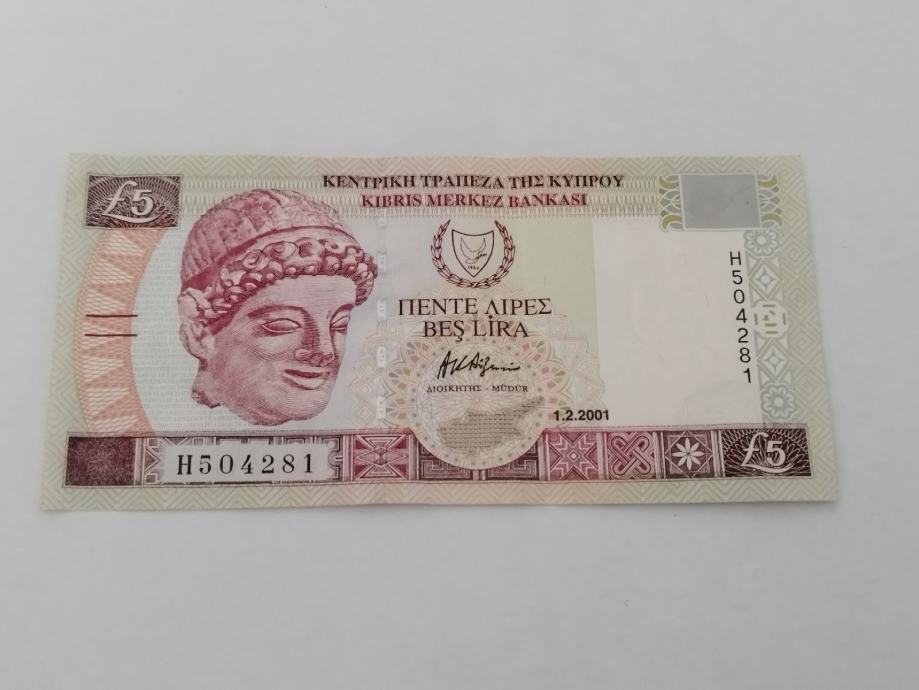 £5
ΚΕΝΤΡΙΚΗ ΤΡΑΠΕΖΑ ΤΗΣ ΚΥΠΡΟΥ
KIBRIS MERKEZ BANKASI
H504281
1960
ΠΕΝΤΕ ΛΙΡΕΣ
BEŞ LİRA
ΔΙΟΙΚΗΤΗΣ - MÜDÜR
1.2.2001
H504281
£5